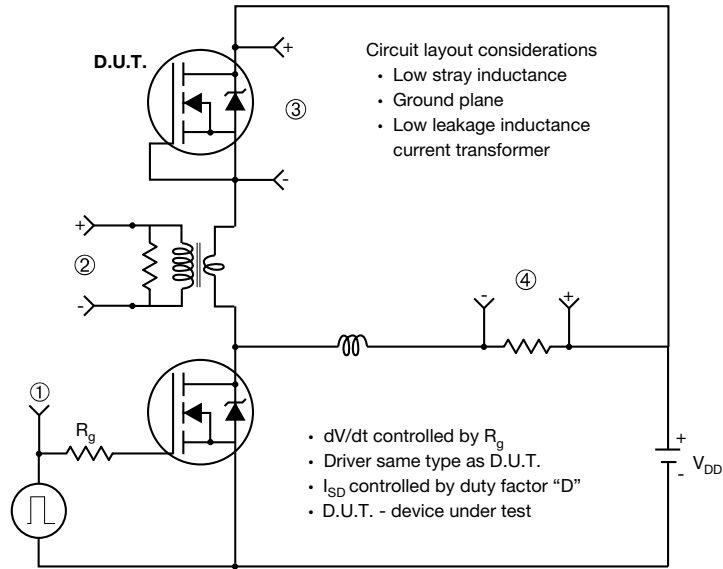 D.U.T.
+
③
-
Circuit layout considerations
• Low stray inductance
• Ground plane
• Low leakage inductance
current transformer
+
②
-
- ④ +
①
Rg
• dV/dt controlled by Rg
• Driver same type as D.U.T.
• ISD controlled by duty factor “D”
• D.U.T. - device under test
+
VDD
-